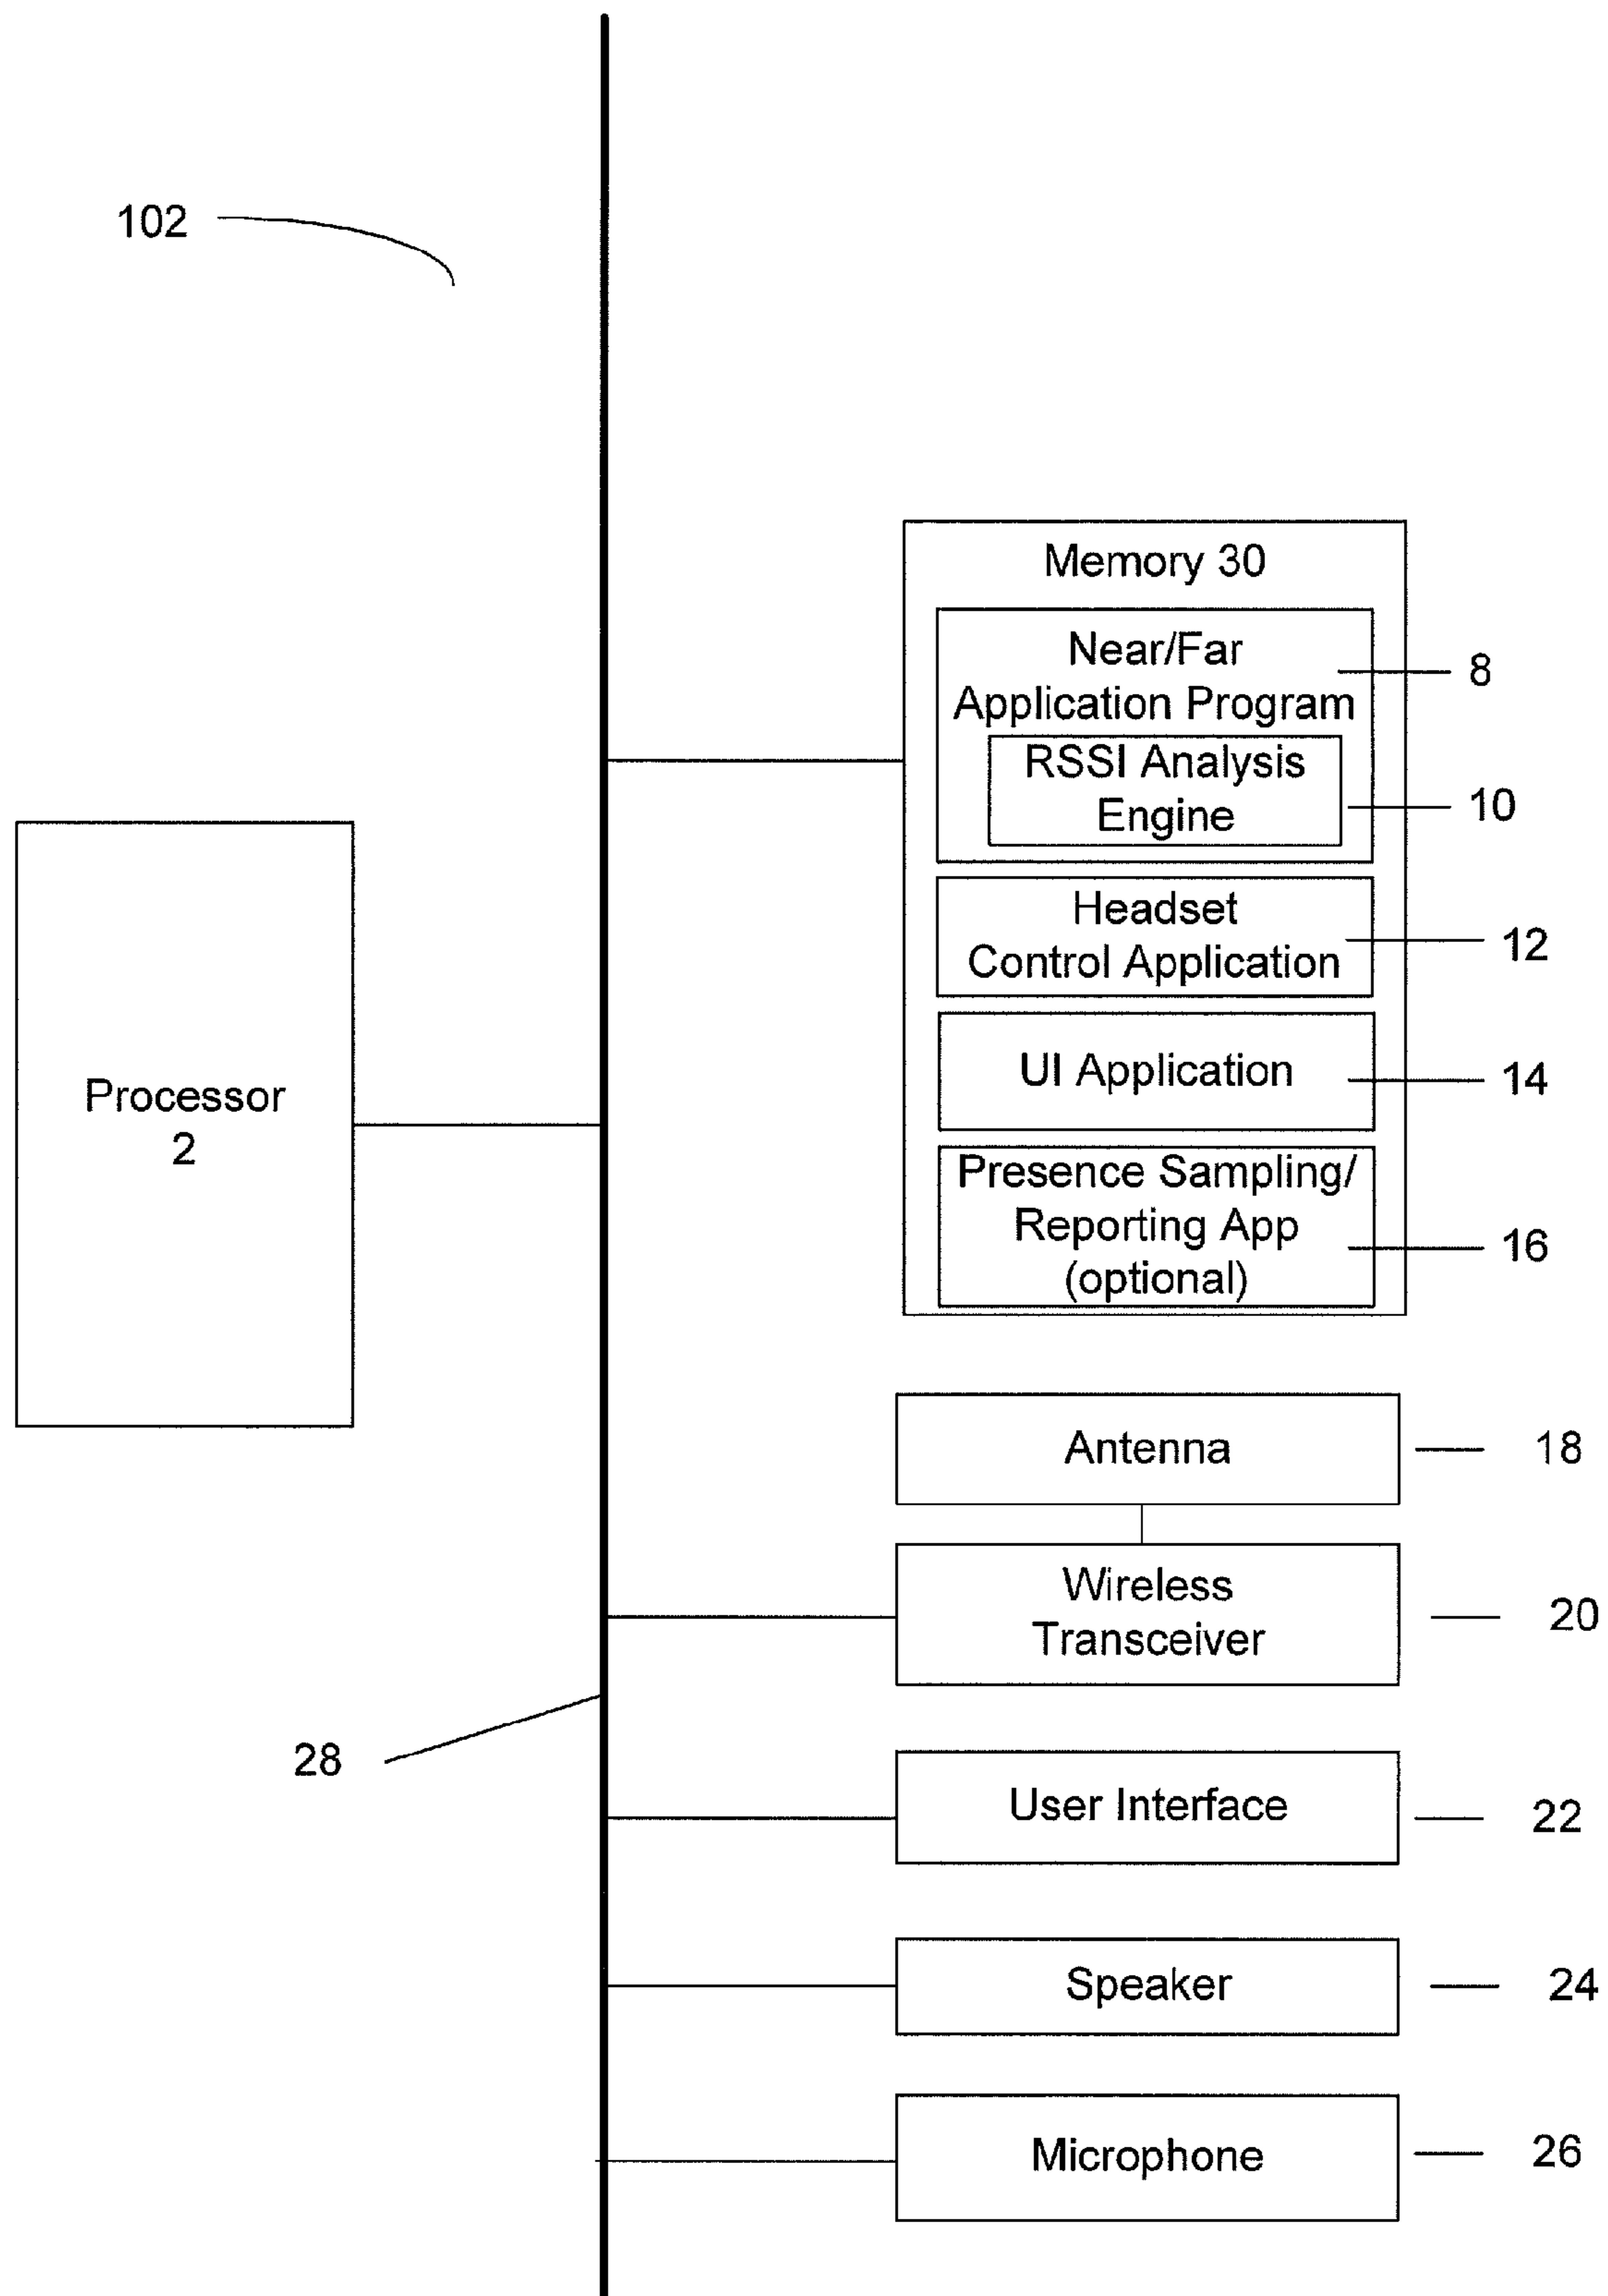 102
Memory 30
Near/Far
Application Program
8
RSSI Analysis
Engine
10
Headset
Control Application
12
UI Application
14
Presence Sampling/
Reporting App
(optional)
16
Processor
2
Antenna
18
Wireless
Transceiver
20
28
User Interface
22
Speaker
24
Microphone
26